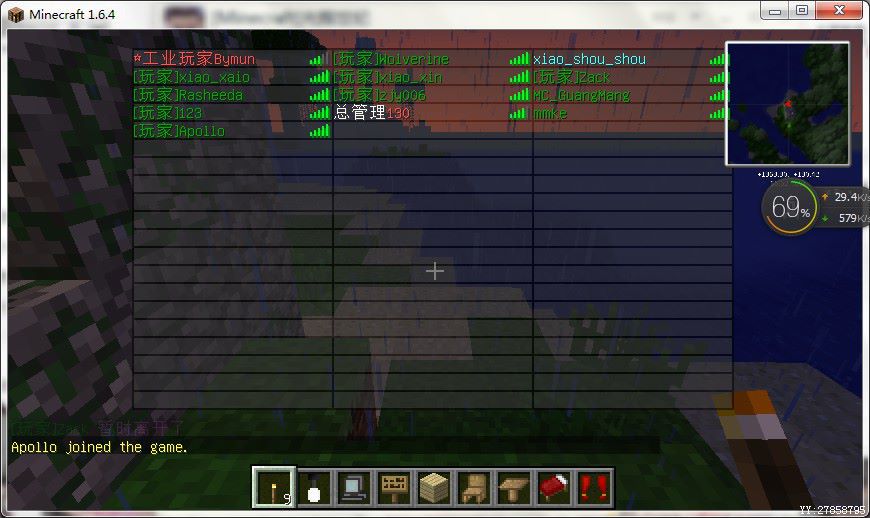 Minecraft 1.6.4
*工业玩家Bymun [玩家]Wolverine xiao_shou_shou
[玩家]xiao_xaio [玩家]xiao_xin [玩家]Zack
[玩家]Rasheeda [玩家]zjy006 MC_GuangMang
[玩家]123 总管理130 mmke
[玩家]Apollo
69%
29.4K/s
579K/s
[玩家]Zack 暂时离开了
Apollo joined the game.
9
YY:27858795